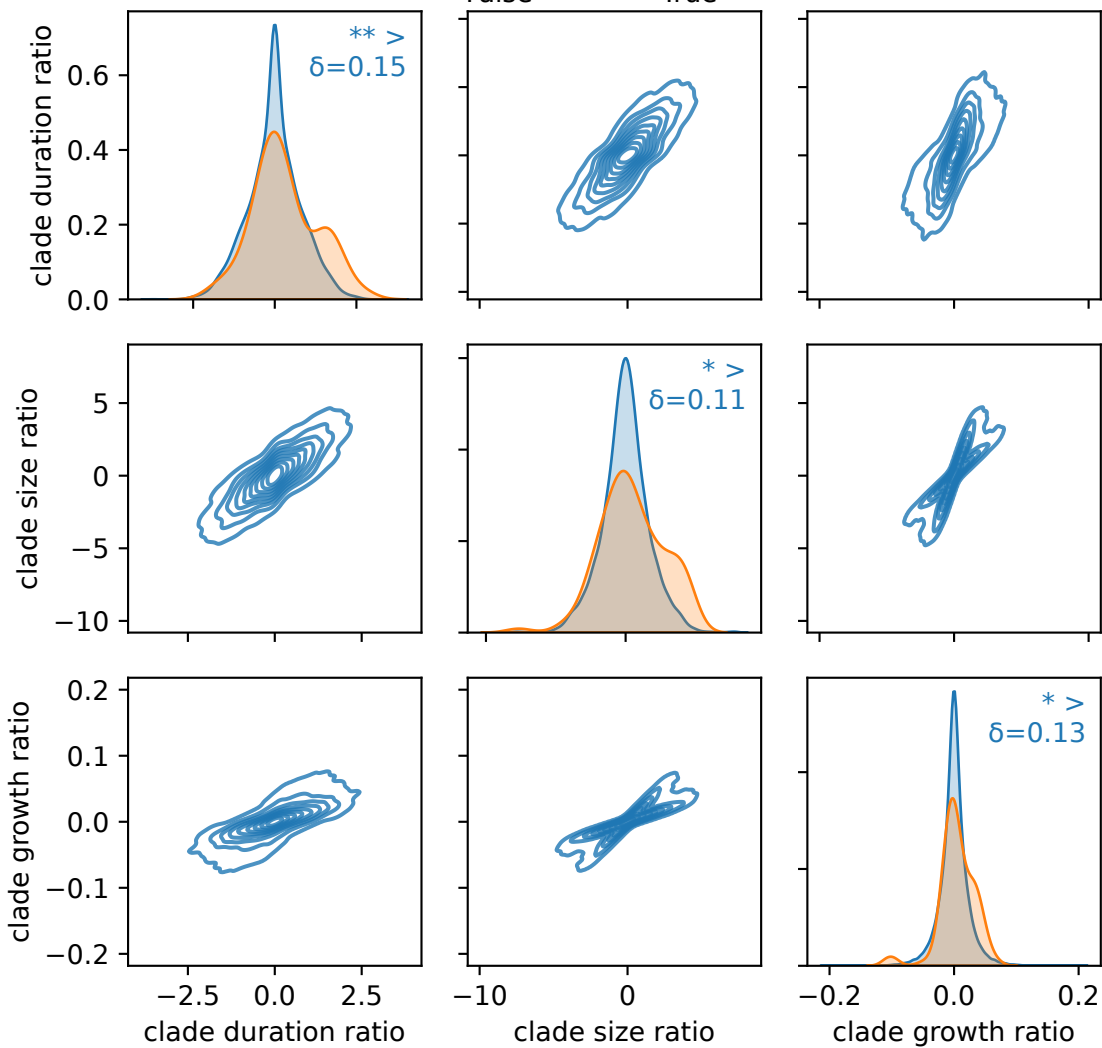 False True
clade duration ratio
0.6
0.4
0.2
0.0
** >
δ=0.15
clade size ratio
5
0
−5
−10
* >
δ=0.11
clade growth ratio
0.2
0.1
0.0
−0.1
−0.2
* >
δ=0.13
−2.5 0.0 2.5
−10 0
−0.2 0.0 0.2
clade duration ratio
clade size ratio
clade growth ratio